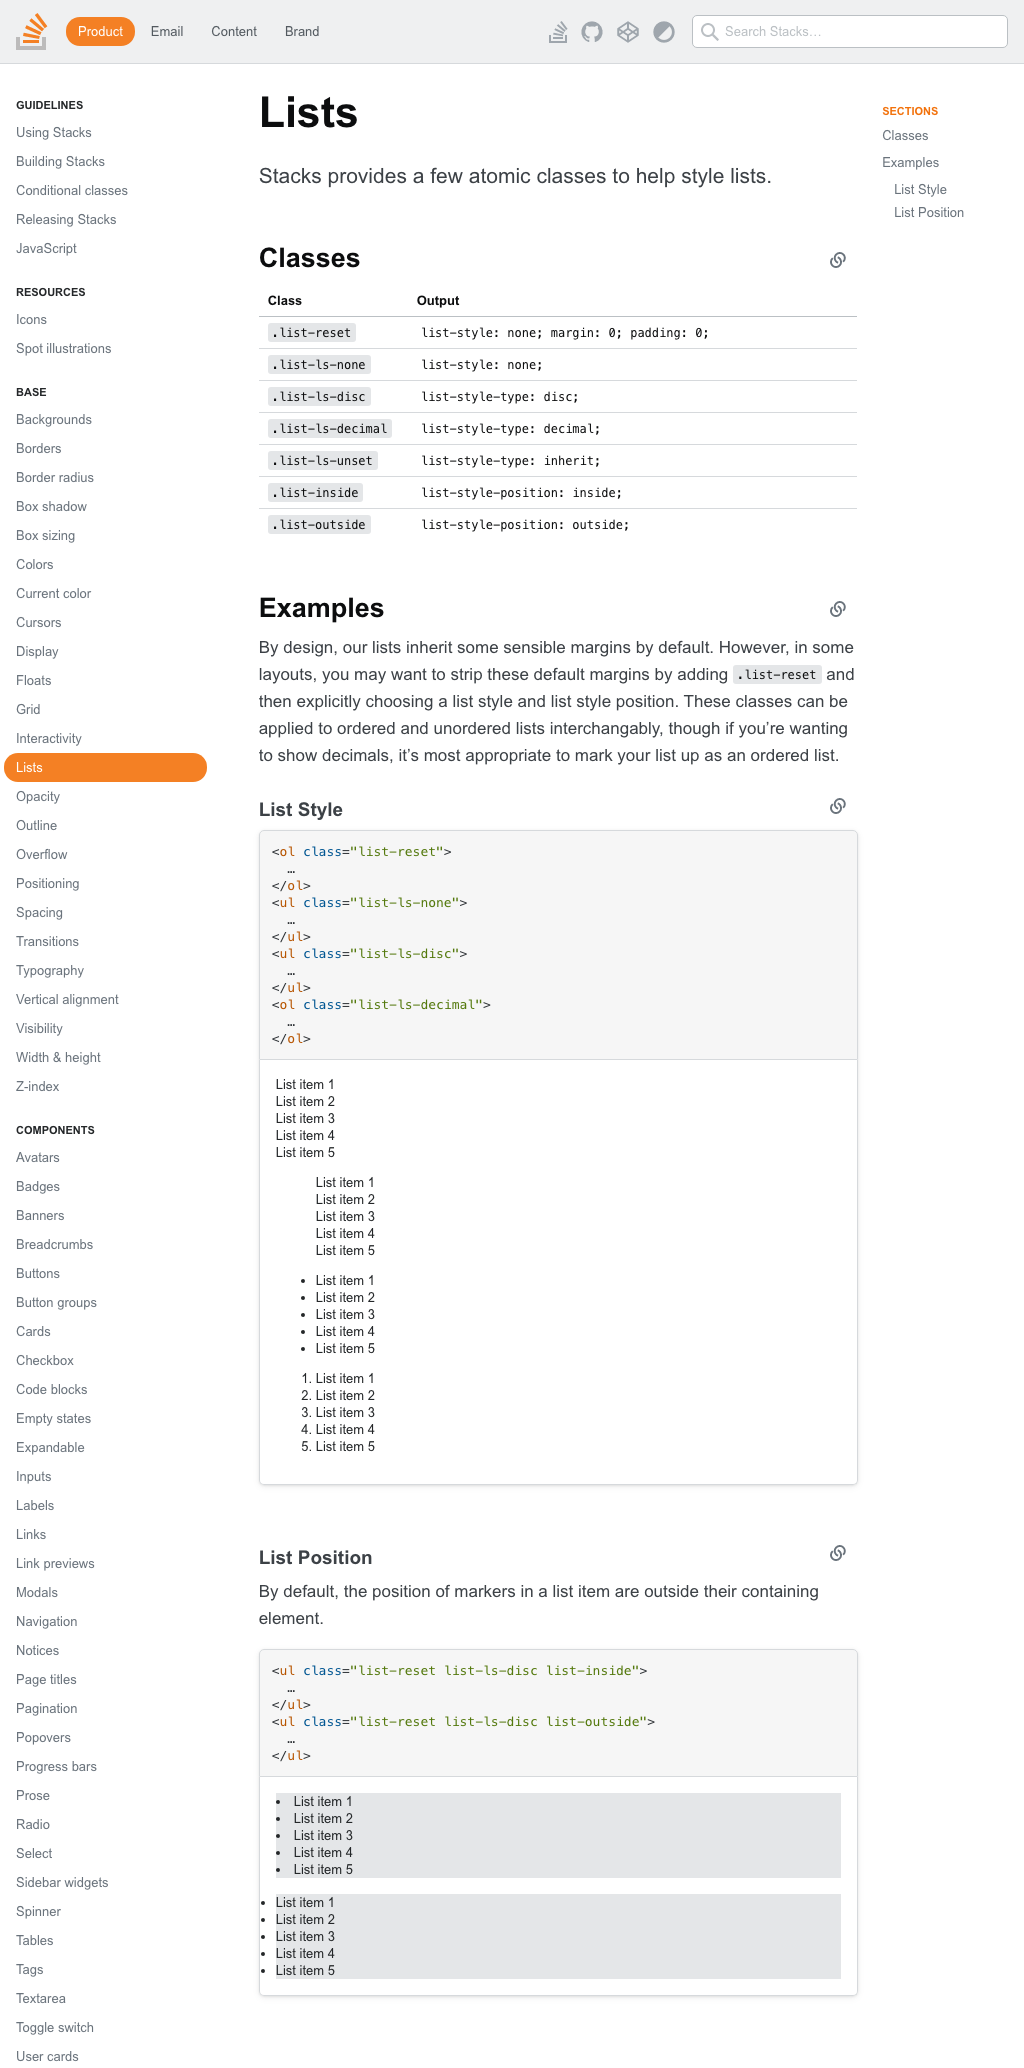 Product
Email
Content
Brand
Search Stacks…
GUIDELINES
Using Stacks
Building Stacks
Conditional classes
Releasing Stacks
JavaScript
RESOURCES
Icons
Spot illustrations
BASE
Backgrounds
Borders
Border radius
Box shadow
Box sizing
Colors
Current color
Cursors
Display
Floats
Grid
Interactivity
Lists
Opacity
Outline
Overflow
Positioning
Spacing
Transitions
Typography
Vertical alignment
Visibility
Width & height
Z-index
COMPONENTS
Avatars
Badges
Banners
Breadcrumbs
Buttons
Button groups
Cards
Checkbox
Code blocks
Empty states
Expandable
Inputs
Labels
Links
Link previews
Modals
Navigation
Notices
Page titles
Pagination
Popovers
Progress bars
Prose
Radio
Select
Sidebar widgets
Spinner
Tables
Tags
Textarea
Toggle switch
User cards
Lists
Stacks provides a few atomic classes to help style lists.
Classes
Class Output
.list-reset list-style: none; margin: 0; padding: 0;
.list-ls-none list-style: none;
.list-ls-disc list-style-type: disc;
.list-ls-decimal list-style-type: decimal;
.list-ls-unset list-style-type: inherit;
.list-inside list-style-position: inside;
.list-outside list-style-position: outside;
Examples
By design, our lists inherit some sensible margins by default. However, in some
layouts, you may want to strip these default margins by adding .list-reset and
then explicitly choosing a list style and list style position. These classes can be
applied to ordered and unordered lists interchangably, though if you’re wanting
to show decimals, it’s most appropriate to mark your list up as an ordered list.
List Style
<ol class="list-reset">
…
</ol>
<ul class="list-ls-none">
…
</ul>
<ul class="list-ls-disc">
…
</ul>
<ol class="list-ls-decimal">
…
</ol>
List item 1
List item 2
List item 3
List item 4
List item 5
List item 1
List item 2
List item 3
List item 4
List item 5
• List item 1
• List item 2
• List item 3
• List item 4
• List item 5
1. List item 1
2. List item 2
3. List item 3
4. List item 4
5. List item 5
List Position
By default, the position of markers in a list item are outside their containing
element.
<ul class="list-reset list-ls-disc list-inside">
…
</ul>
<ul class="list-reset list-ls-disc list-outside">
…
</ul>
• List item 1
• List item 2
• List item 3
• List item 4
• List item 5
• List item 1
• List item 2
• List item 3
• List item 4
• List item 5
SECTIONS
Classes
Examples
List Style
List Position